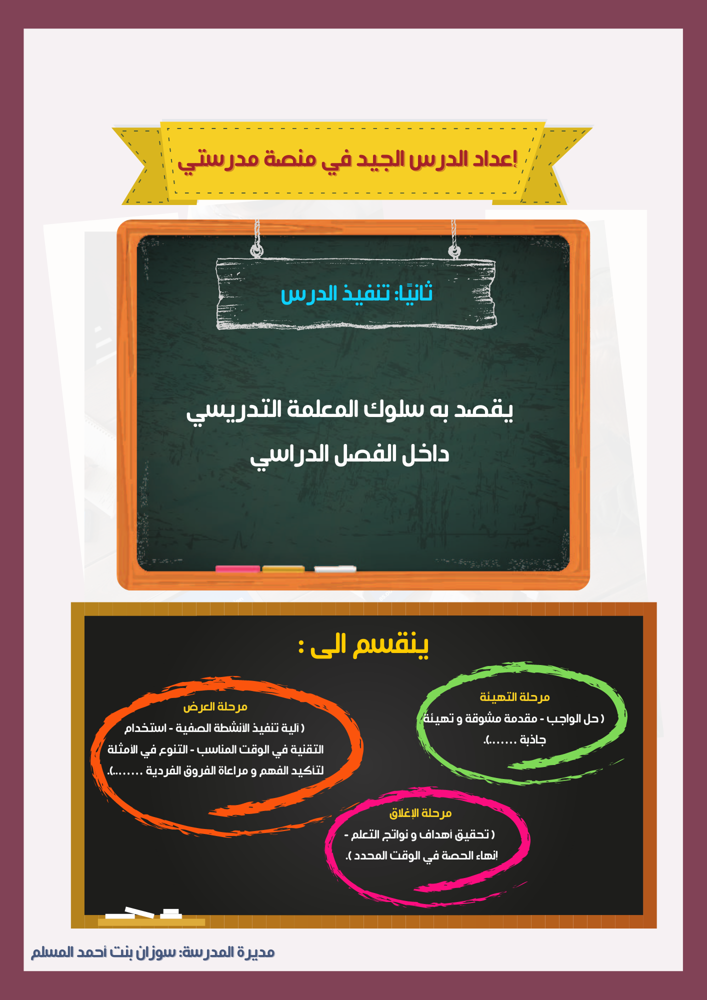 إعداد الدرس الجيد في منصة مدرستي
ثانيًا: تنفيذ الدرس
يقصد به سلوك المعلمة التدريسي
داخل الفصل الدراسي
ينقسم الى :
مرحلة التهيئة
( حل الواجب - مقدمة مشوقة و تهيئة
جاذبة .......).
مرحلة العرض
( آلية تنفيذ الأنشطة الصفية - استخدام
التقنية في الوقت المناسب - التنوع في الأمثلة
لتأكيد الفهم و مراعاة الفروق الفردية ........).
مرحلة الإغلاق
( تحقيق أهداف و نواتج التعلم -
إنهاء الحصة في الوقت المحدد ).
مديرة المدرسة: سوزان بنت أحمد المسلم